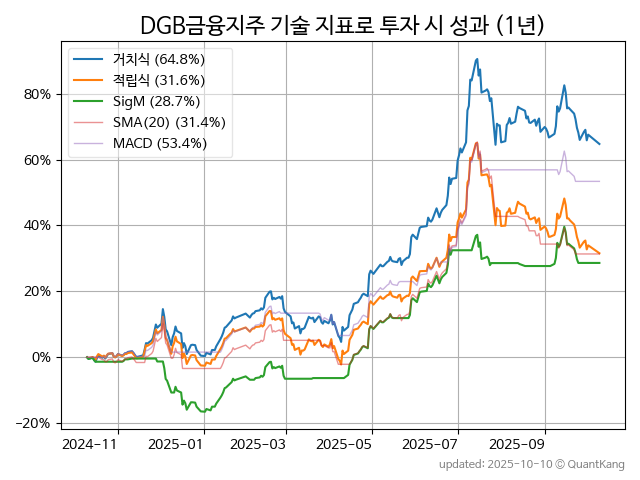 DGB금융지주 기술 지표로 투자 시 성과 (1년)
거치식 (64.8%)
적립식 (31.6%)
SigM (28.7%)
SMA(20) (31.4%)
MACD (53.4%)
80%
60%
40%
20%
0%
−20%
2024−11 2025−01 2025−03 2025−05 2025−07 2025−09
updated: 2025-10-10 © QuantKang